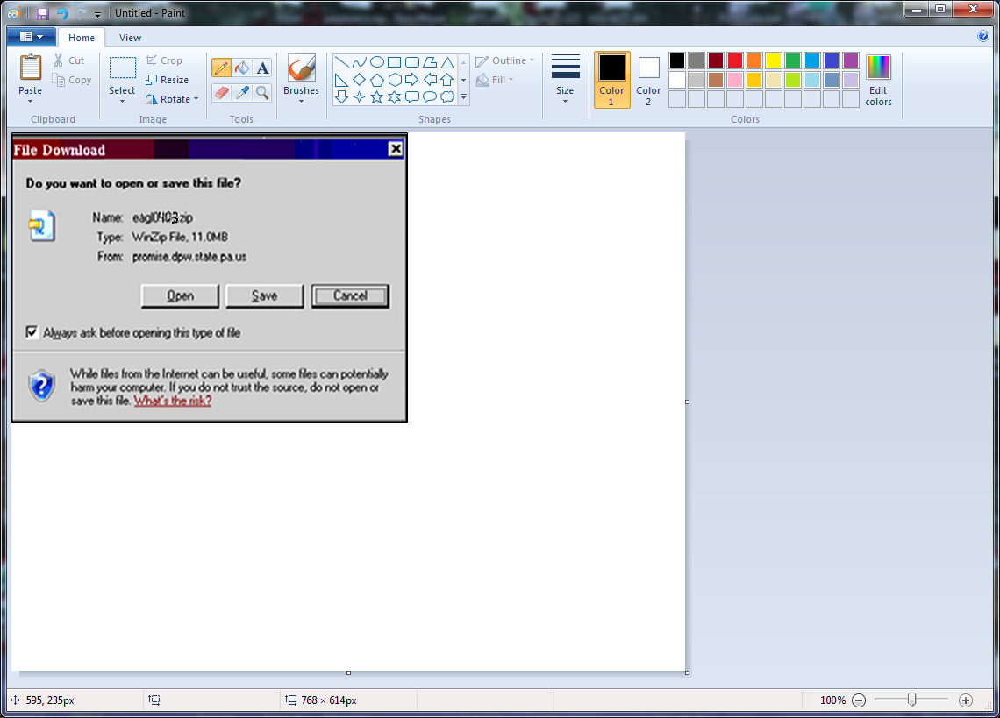 Untitled - Paint
Home View
Paste
Cut
Copy
Clipboard
Select
Crop
Resize
Rotate
Image
Tools
Brushes
Shapes
Outline
Fill
Size
Color 1
Color 2
Edit colors
Colors
File Download
Do you want to open or save this file?
Name:
Type: WinZip File, 11.0MB
From: promise.dpw.state.pa.us
Open Save Cancel
Always ask before opening this type of file
While files from the Internet can be useful, some files can potentially
harm your computer. If you do not trust the source, do not open or
save this file. What's the risk?
595, 235px
768 × 614px
100%